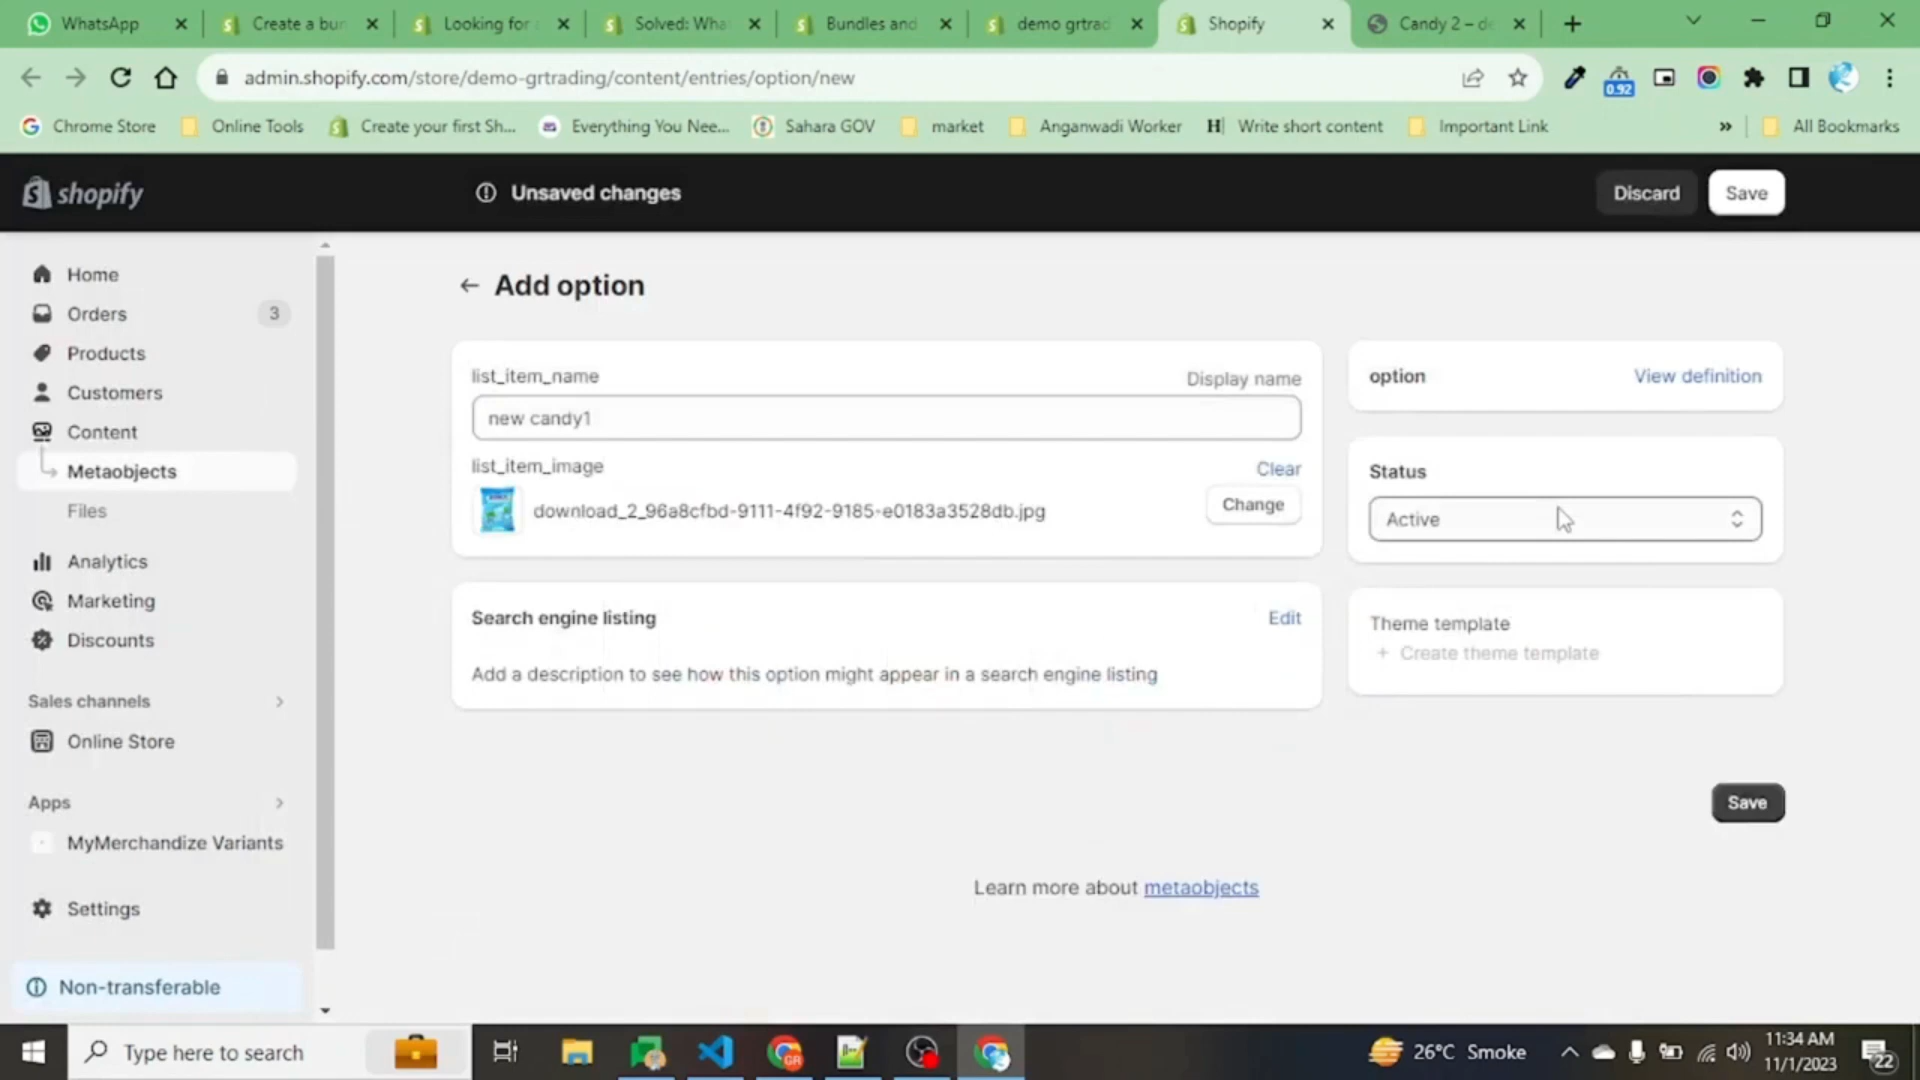 WhatsApp
Create a bun
Looking for a
Solved: Wha
Bundles and
demo grtrad
Shopify
Candy 2 – de
admin.shopify.com/store/demo-grtrading/content/entries/option/new
0.92
Chrome Store
Online Tools
Create your first Sh...
Everything You Nee...
Sahara GOV
market
Anganwadi Worker
Write short content
Important Link
»
All Bookmarks
shopify
Unsaved changes
Discard
Save
Home
Orders
3
Products
Customers
Content
Metaobjects
Files
Analytics
Marketing
Discounts
Sales channels
Online Store
Apps
MyMerchandize Variants
Settings
Non-transferable
Add option
list_item_name
Display name
new candy1
list_item_image
Clear
download_2_96a8cfbd-9111-4f92-9185-e0183a3528db.jpg
Change
Search engine listing
Edit
Add a description to see how this option might appear in a search engine listing
option
View definition
Status
Active
Theme template
+ Create theme template
Save
Learn more about metaobjects
Type here to search
26°C Smoke
11:34 AM
11/1/2023
22